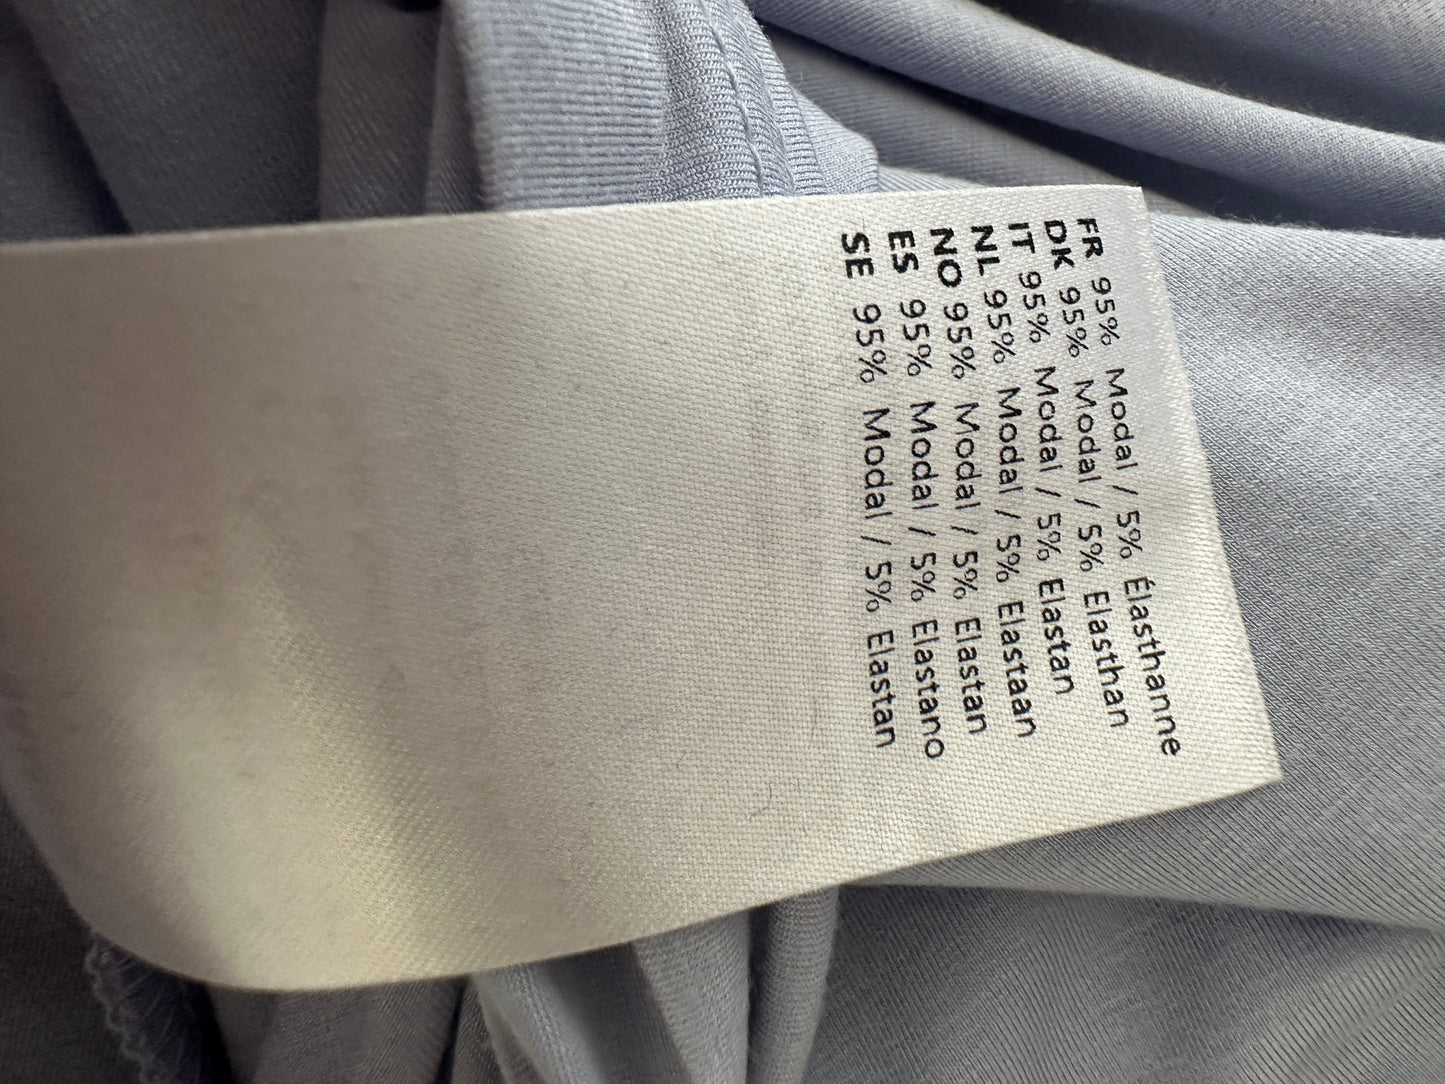 FR 95% Modal / 5% Élasthanne
DK 95% Modal / 5% Elasthan
IT 95% Modal / 5% Elastan
NL 95% Modal / 5% Elastaan
NO 95% Modal / 5% Elastan
ES 95% Modal / 5% Elastano
SE 95% Modal / 5% Elastan